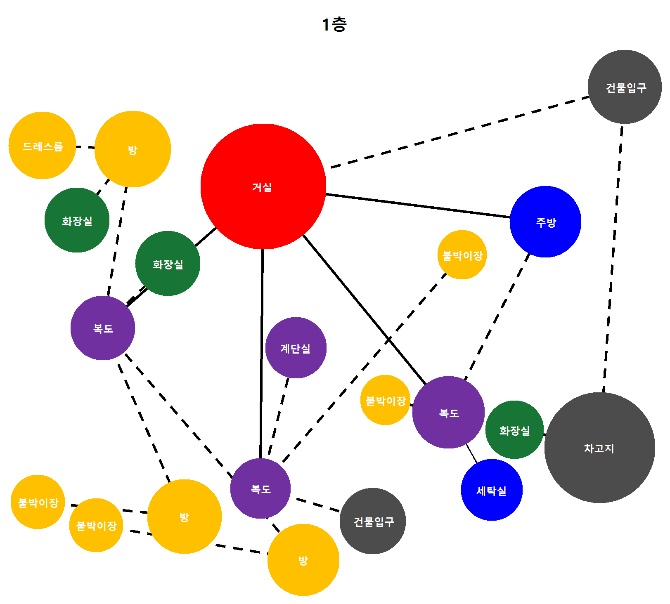 1층
건물입구
드레스룸
방
거실
화장실
주방
화장실
붙박이장
복도
계단실
붙박이장
복도
화장실
차고지
복도
세탁실
붙박이장
붙박이장
방
건물입구
방